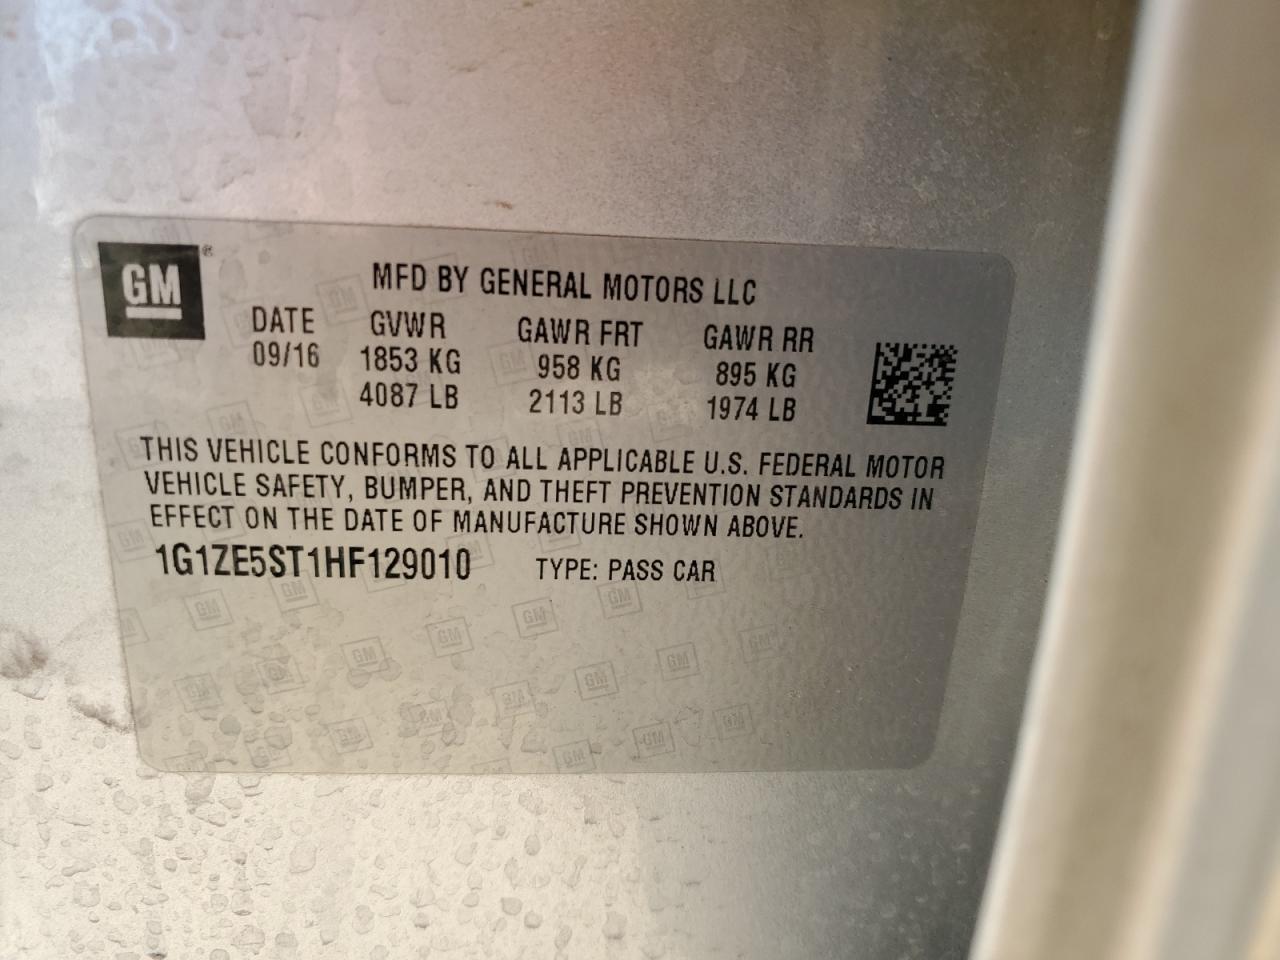 GM®
MFD BY GENERAL MOTORS LLC
DATE GVWR GAWR FRT GAWR RR
09/16 1853 KG 958 KG 895 KG
4087 LB 2113 LB 1974 LB
THIS VEHICLE CONFORMS TO ALL APPLICABLE U.S. FEDERAL MOTOR
VEHICLE SAFETY, BUMPER, AND THEFT PREVENTION STANDARDS IN
EFFECT ON THE DATE OF MANUFACTURE SHOWN ABOVE.
1G1ZE5ST1HF129010 TYPE: PASS CAR